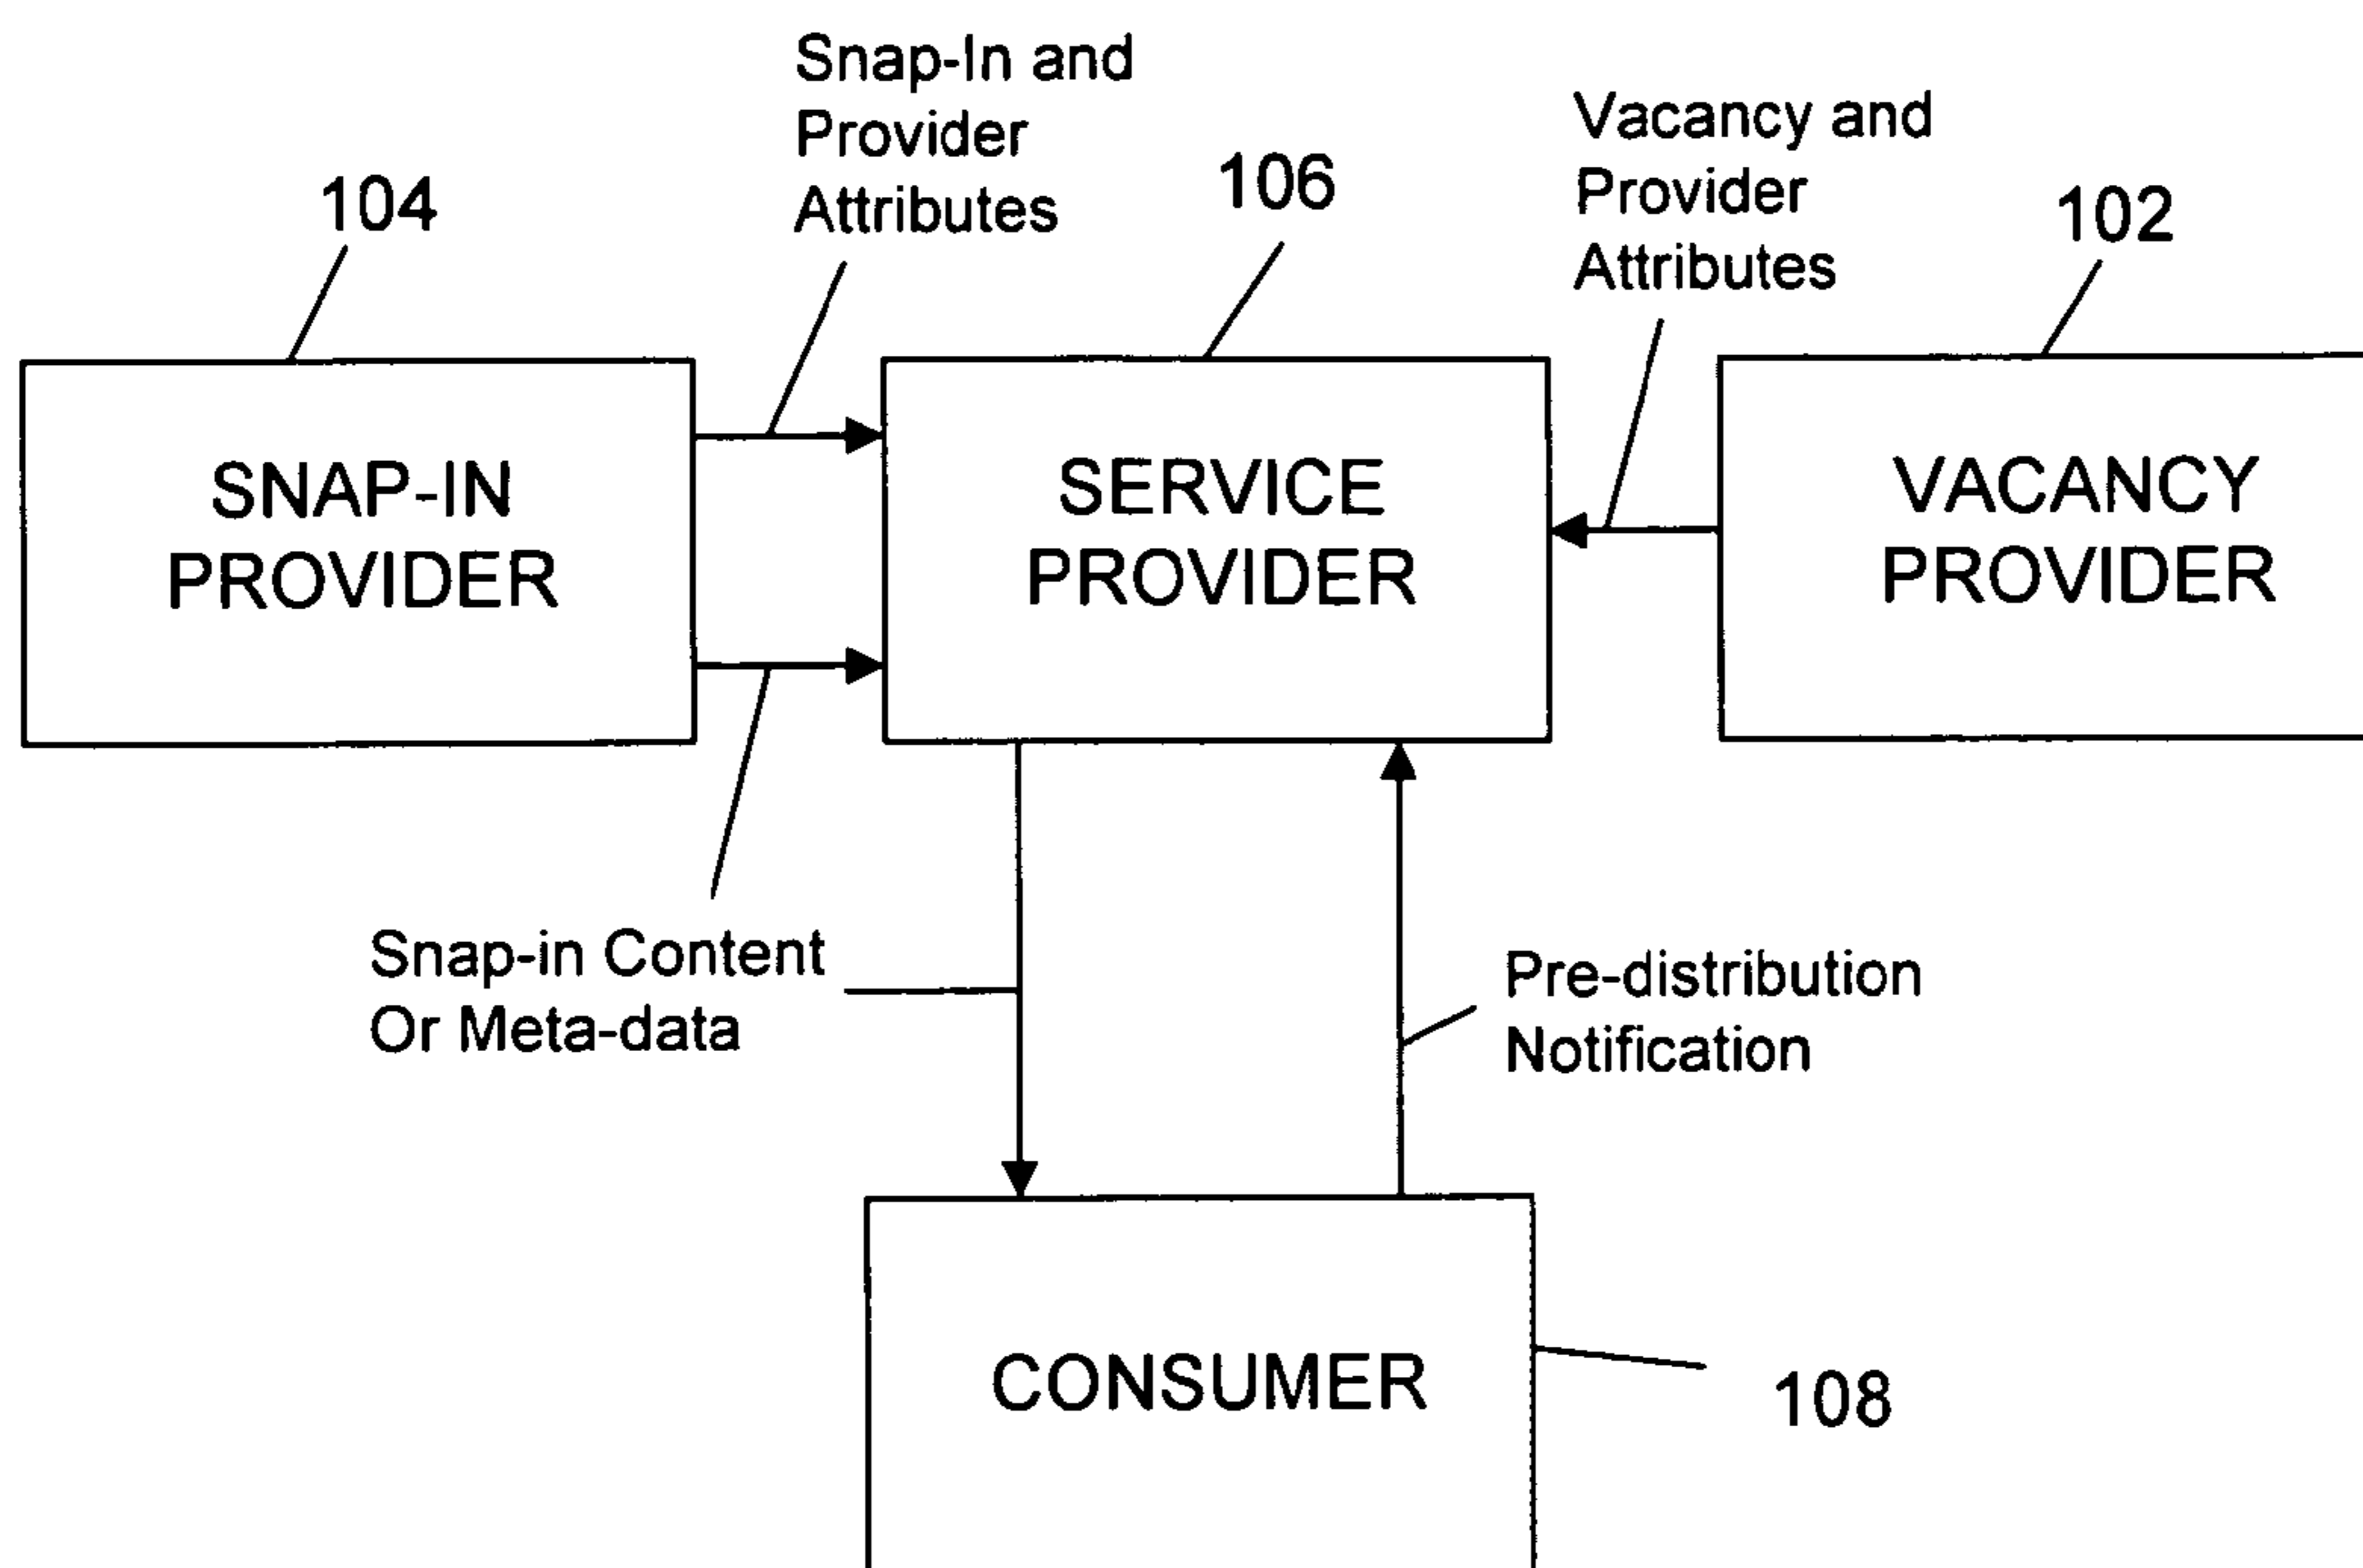 Snap-In and
Provider
Attributes
Vacancy and
Provider
Attributes
104
106
102
SNAP-IN
PROVIDER
SERVICE
PROVIDER
VACANCY
PROVIDER
Snap-in Content
Or Meta-data
Pre-distribution
Notification
CONSUMER
108